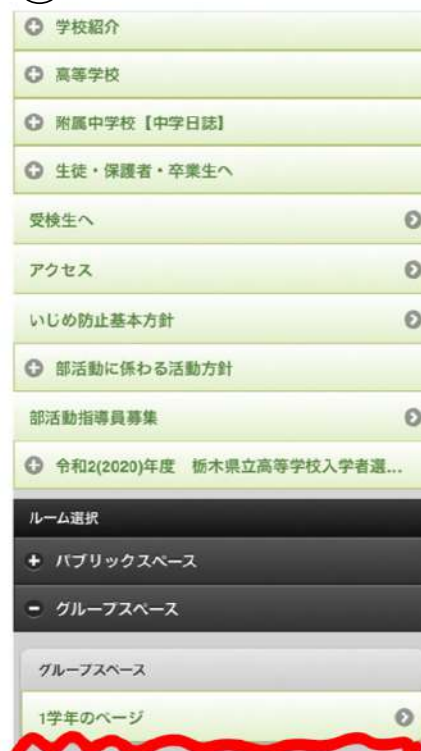 学校紹介
高等学校
附属中学校【中学日誌】
生徒・保護者・卒業生へ
受検生へ
アクセス
いじめ防止基本方針
部活動に係わる活動方針
部活動指導員募集
令和2(2020)年度 栃木県立高等学校入学者選...
ルーム選択
パブリックスペース
グループスペース
グループスペース
1学年のページ